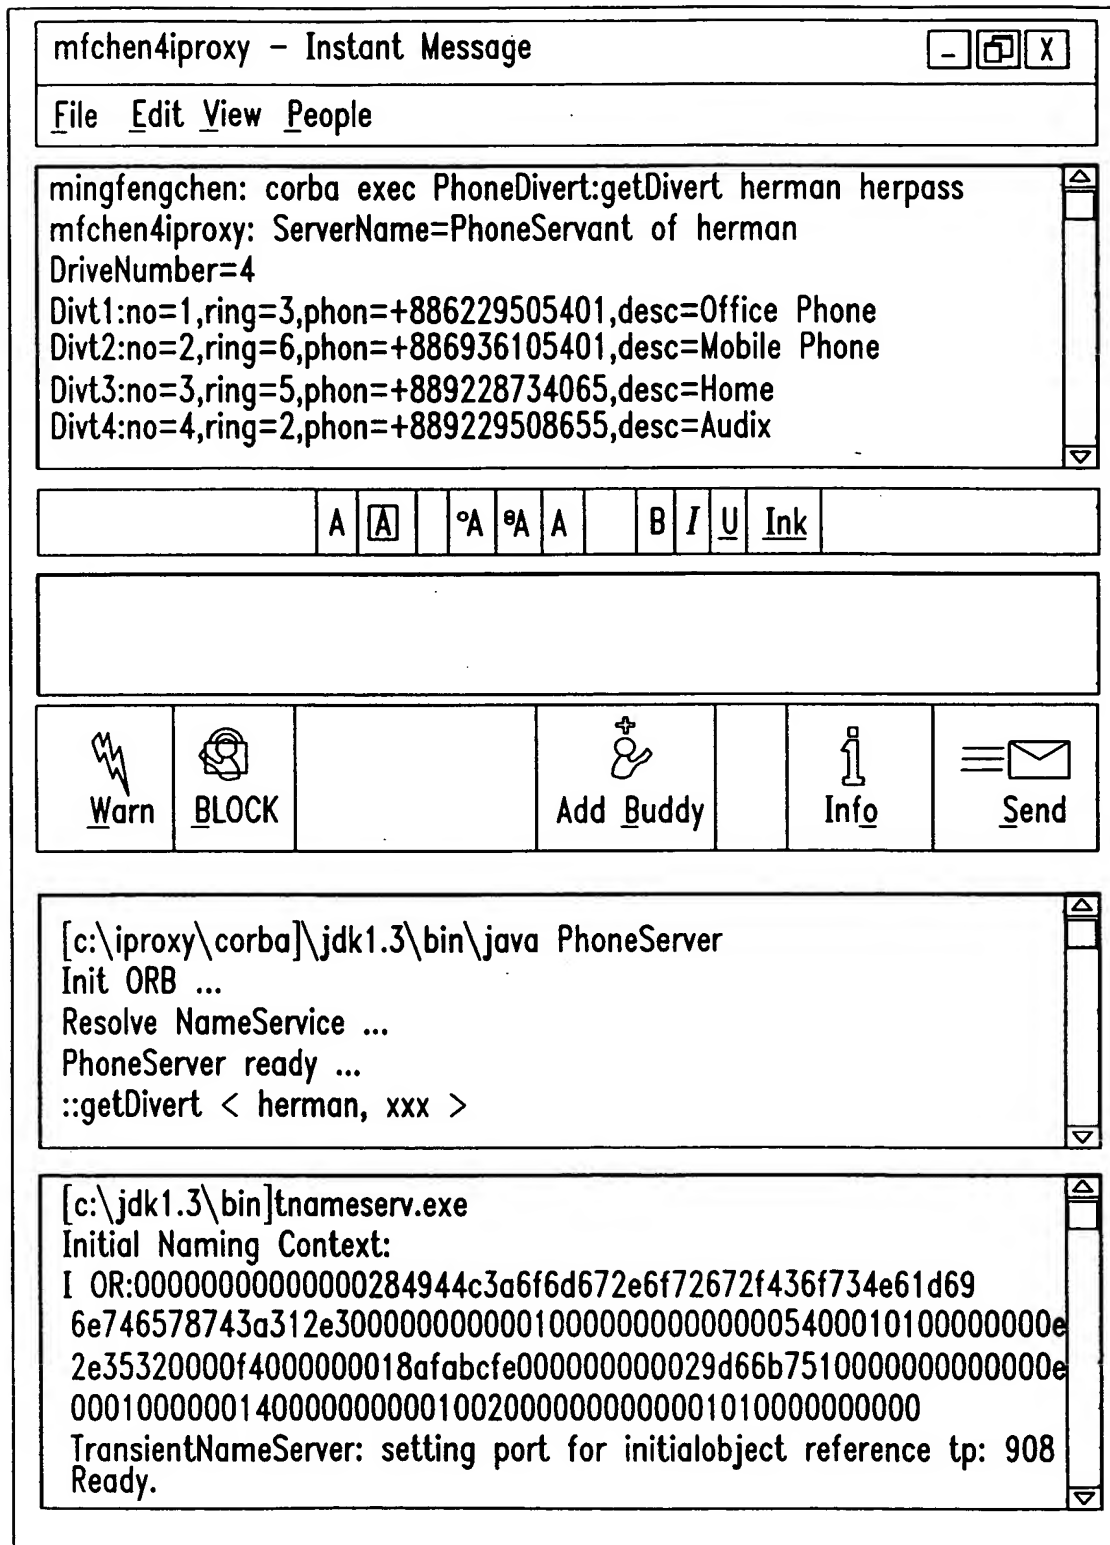 mfchen4iproxy – Instant Message
- X
File Edit View People
mingfengchen: corba exec PhoneDivert:getDivert herman herpass
mfchen4iproxy: ServerName=PhoneServant of herman
DriveNumber=4
Divt1:no=1,ring=3,phon=+886229505401,desc=Office Phone
Divt2:no=2,ring=6,phon=+886936105401,desc=Mobile Phone
Divt3:no=3,ring=5,phon=+889228734065,desc=Home
Divt4:no=4,ring=2,phon=+889229508655,desc=Audix
A A ºA ªA A B I U Ink
Warn BLOCK Add Buddy Info Send
[c:\iproxy\corba]\jdk1.3\bin\java PhoneServer
Init ORB ...
Resolve NameService ...
PhoneServer ready ...
::getDivert < herman, xxx >
[c:\jdk1.3\bin]tnameserv.exe
Initial Naming Context:
I OR:00000000000000284944c3a6f6d672e6f72672f436f734e61d69
6e746578743a312e30000000000001000000000000005400010100000000e
2e35320000f4000000018afabcfe000000000029d66b7510000000000000e
0001000000140000000000100200000000000001010000000000
TransientNameServer: setting port for initialobject reference tp: 908
Ready.